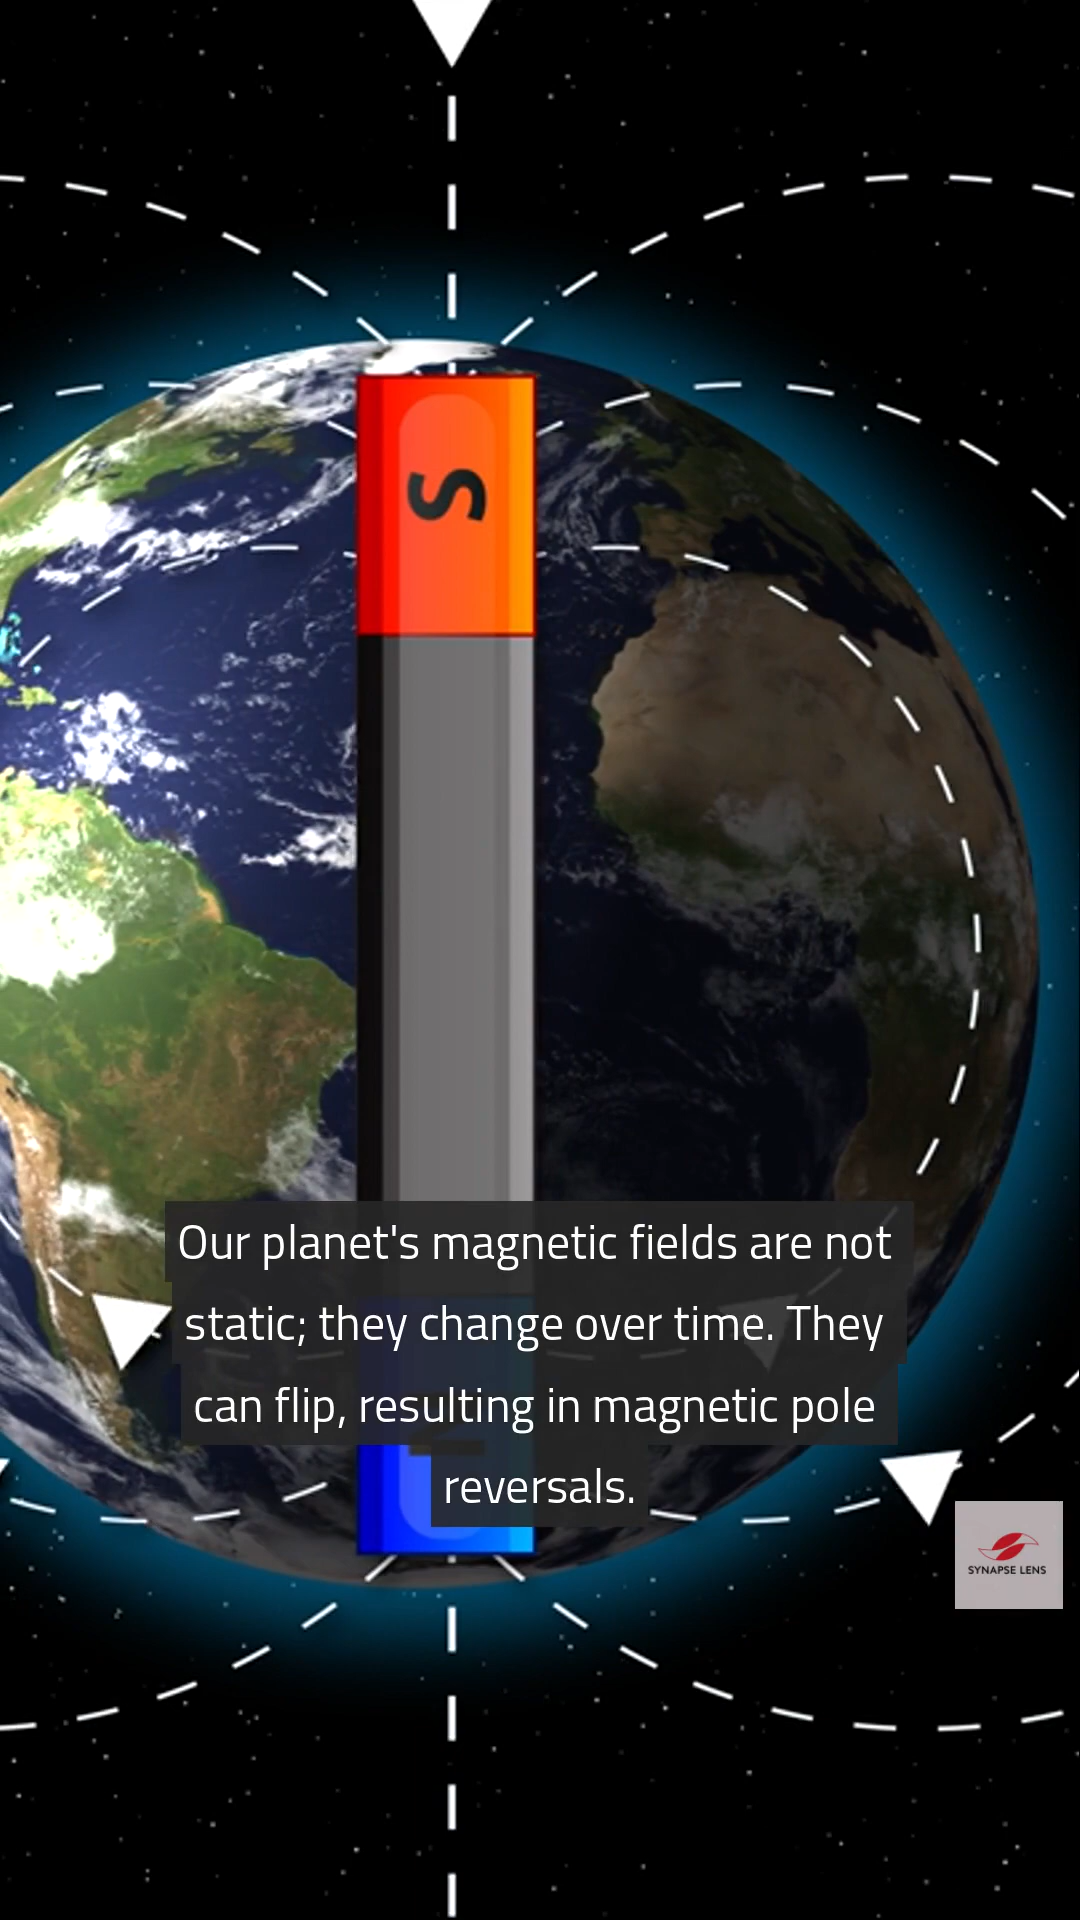 S
Our planet's magnetic fields are not
static; they change over time. They
can flip, resulting in magnetic pole
reversals.
SYNAPSE LENS